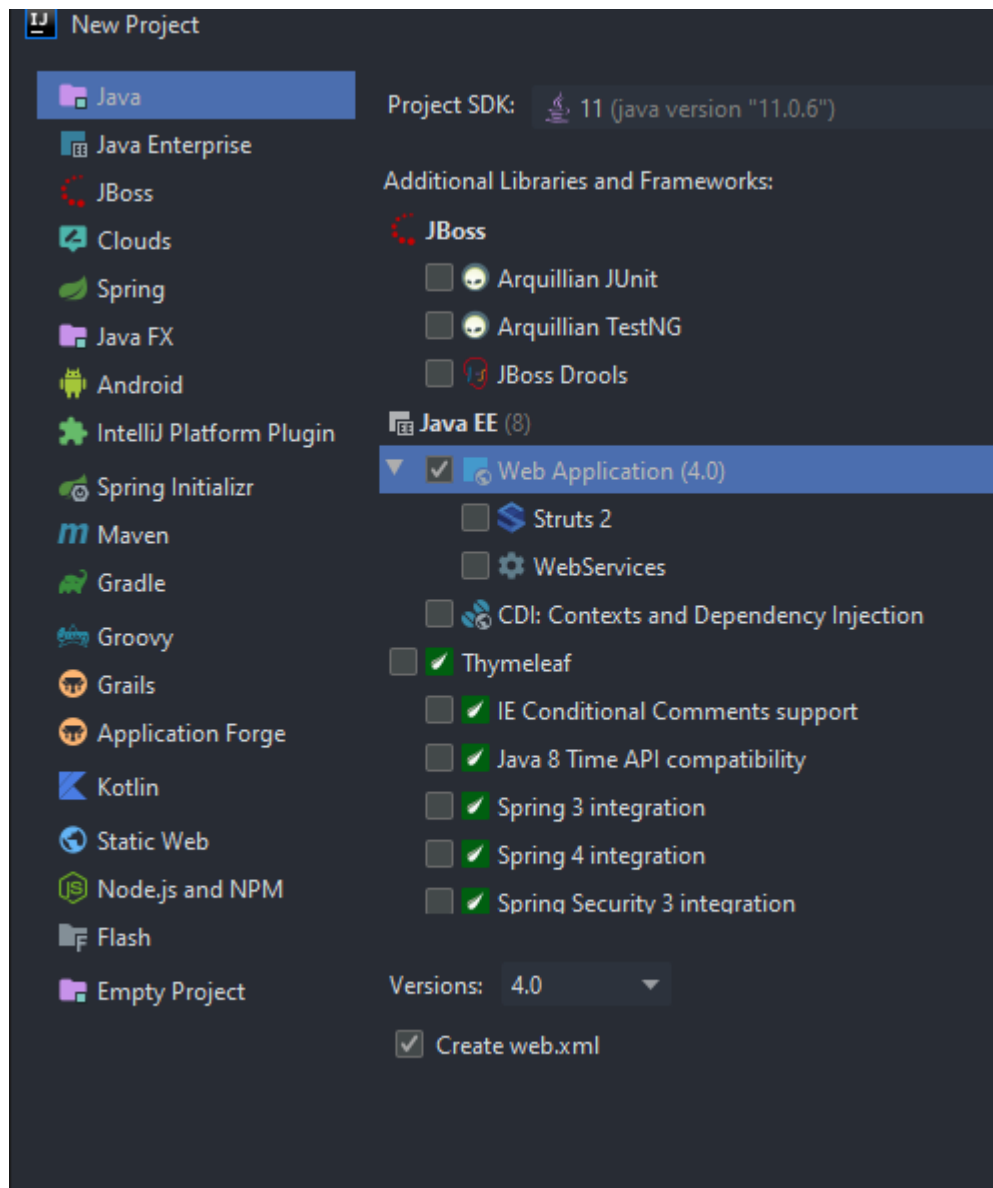 New Project
Java
Java Enterprise
JBoss
Clouds
Spring
Java FX
Android
IntelliJ Platform Plugin
Spring Initializr
Maven
Gradle
Groovy
Grails
Application Forge
Kotlin
Static Web
Node.js and NPM
Flash
Empty Project
Project SDK: 11 (java version "11.0.6")
Additional Libraries and Frameworks:
JBoss
Arquillian JUnit
Arquillian TestNG
JBoss Drools
Java EE (8)
Web Application (4.0)
Struts 2
WebServices
CDI: Contexts and Dependency Injection
Thymeleaf
IE Conditional Comments support
Java 8 Time API compatibility
Spring 3 integration
Spring 4 integration
Spring Security 3 integration
Versions: 4.0
Create web.xml